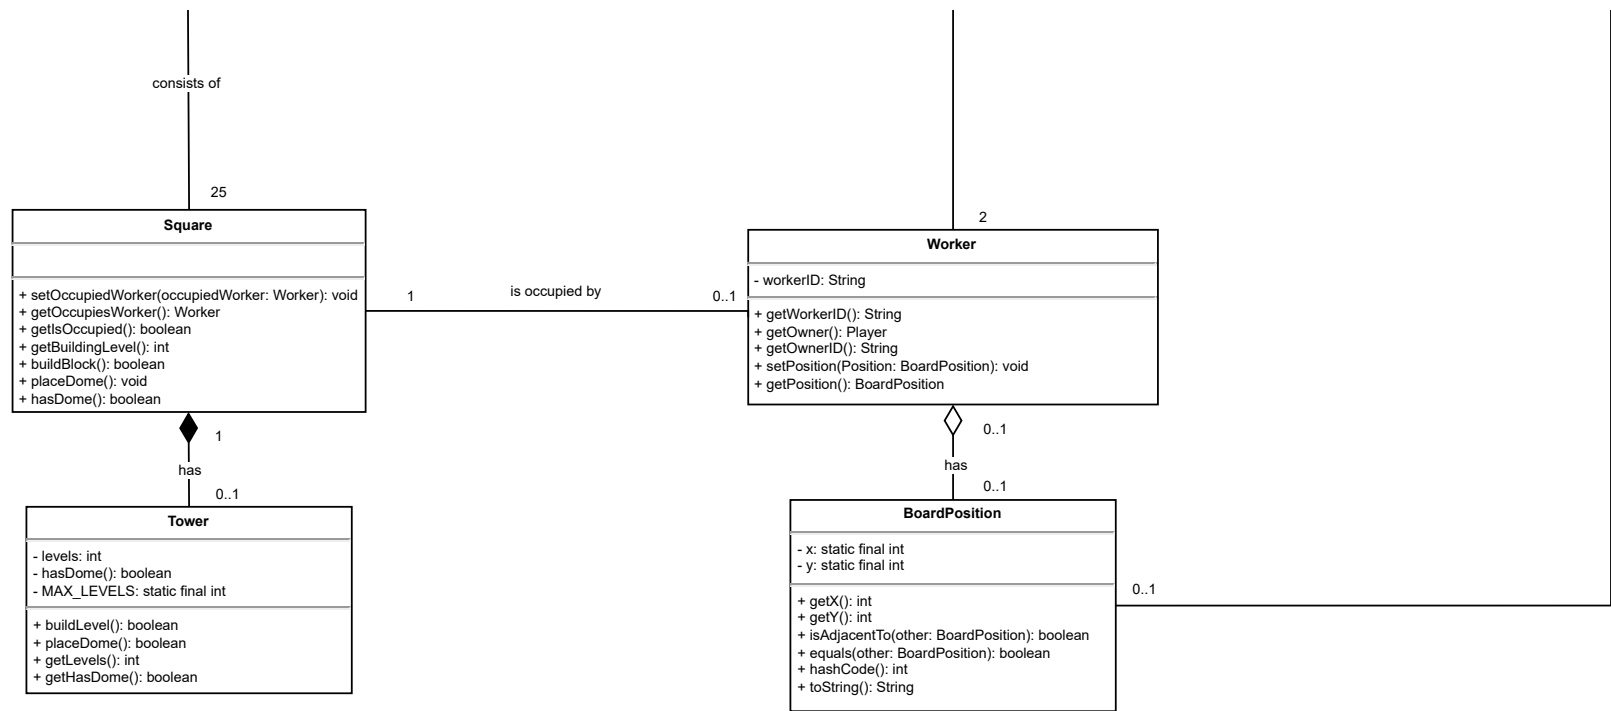 consists of
25
Square
+ setOccupiedWorker(occupiedWorker: Worker): void
+ getOccupiesWorker(): Worker
+ getIsOccupied(): boolean
+ getBuildingLevel(): int
+ buildBlock(): boolean
+ placeDome(): void
+ hasDome(): boolean
1
is occupied by
0..1
2
Worker
- workerID: String
+ getWorkerID(): String
+ getOwner(): Player
+ getOwnerID(): String
+ setPosition(Position: BoardPosition): void
+ getPosition(): BoardPosition
1
has
0..1
Tower
- levels: int
- hasDome(): boolean
- MAX_LEVELS: static final int
+ buildLevel(): boolean
+ placeDome(): boolean
+ getLevels(): int
+ getHasDome(): boolean
0..1
has
0..1
BoardPosition
- x: static final int
- y: static final int
+ getX(): int
+ getY(): int
+ isAdjacentTo(other: BoardPosition): boolean
+ equals(other: BoardPosition): boolean
+ hashCode(): int
+ toString(): String
0..1